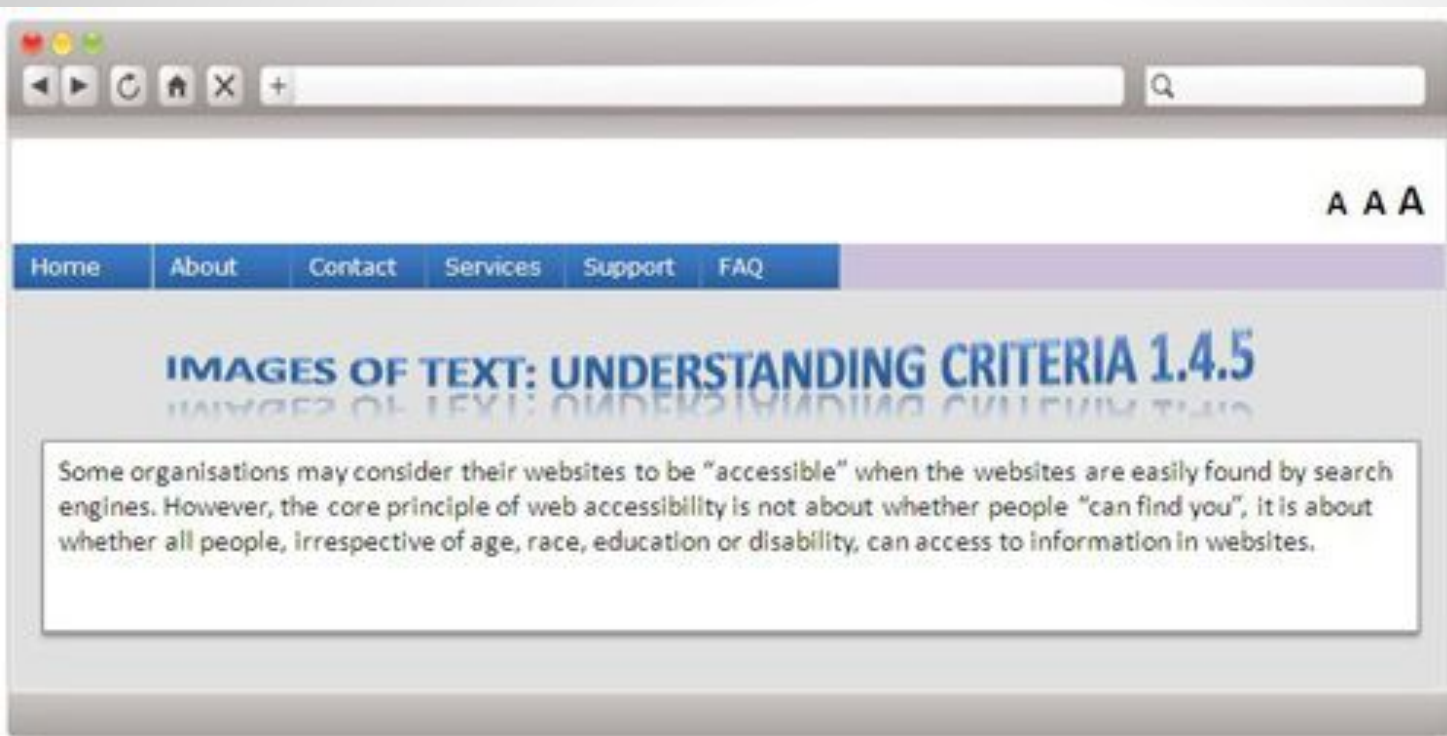 A A A
Home About Contact Services Support FAQ
IMAGES OF TEXT: UNDERSTANDING CRITERIA 1.4.5
Some organisations may consider their websites to be “accessible” when the websites are easily found by search
engines. However, the core principle of web accessibility is not about whether people “can find you”, it is about
whether all people, irrespective of age, race, education or disability, can access to information in websites.